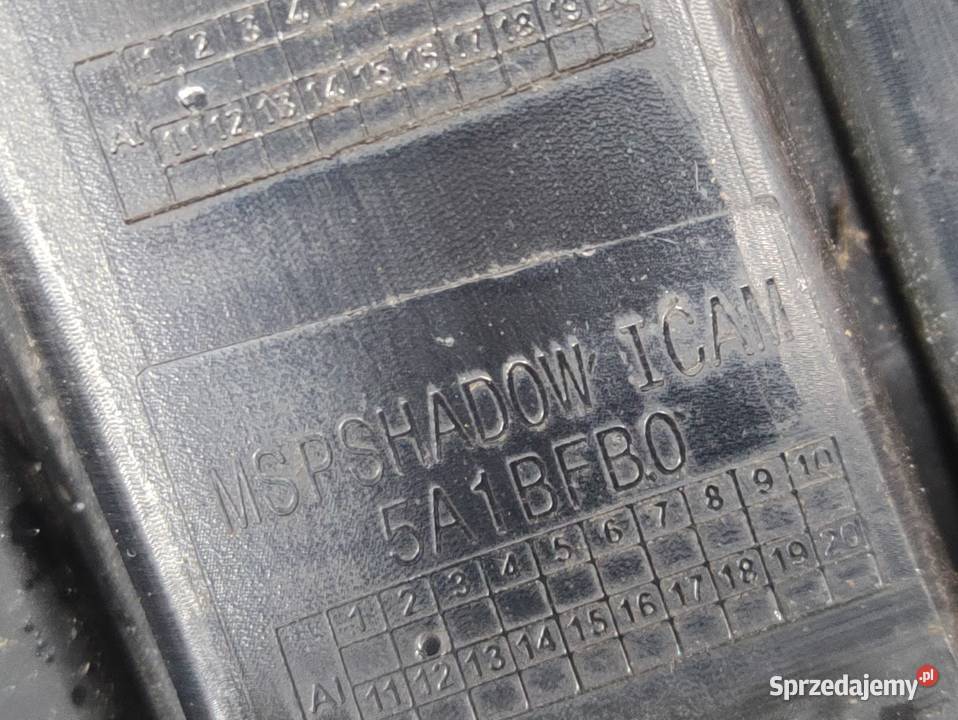 1 2 3 4
AI 11 12 13 14 15 16 17 18 19
MSPSHADOW ICAM
5A1BFB0
1 2 3 4 5 6 7 8 9 10
AI 11 12 13 14 15 16 17 18 19 20
Sprzedajemy.pl